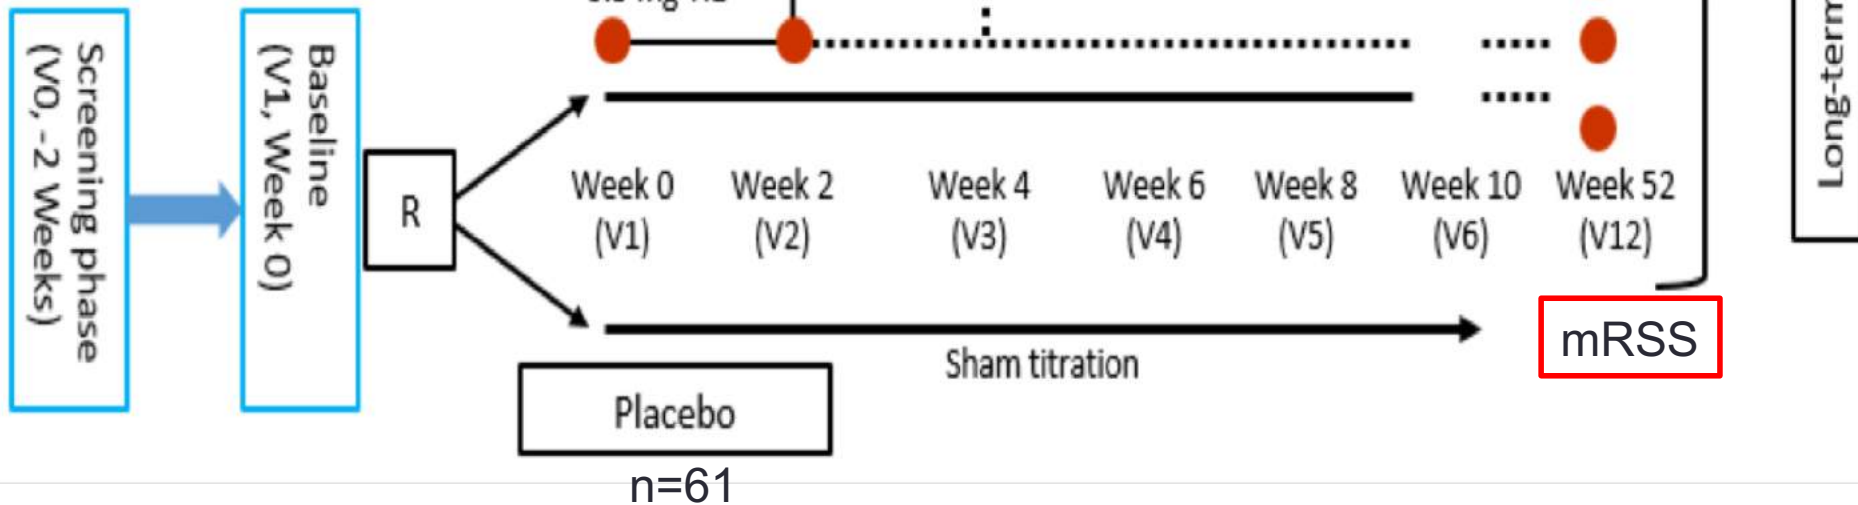 Screening phase
(V0, -2 Weeks)
Baseline
(V1, Week 0)
R
Week 0
(V1)
Week 2
(V2)
Week 4
(V3)
Week 6
(V4)
Week 8
(V5)
Week 10
(V6)
Week 52
(V12)
Sham titration
mRSS
Placebo
n=61
Long-term